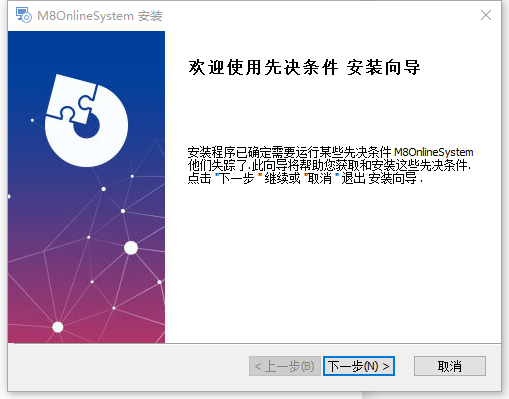 M8OnlineSystem 安装
欢迎使用先决条件 安装向导
安装程序已确定需要运行某些先决条件 M8OnlineSystem
他们失踪了.此向导将帮助您获取和安装这些先决条件.
点击 "下一步 " 继续或 "取消 " 退出 安装向导 .
< 上一步(B)
下一步(N) >
取消